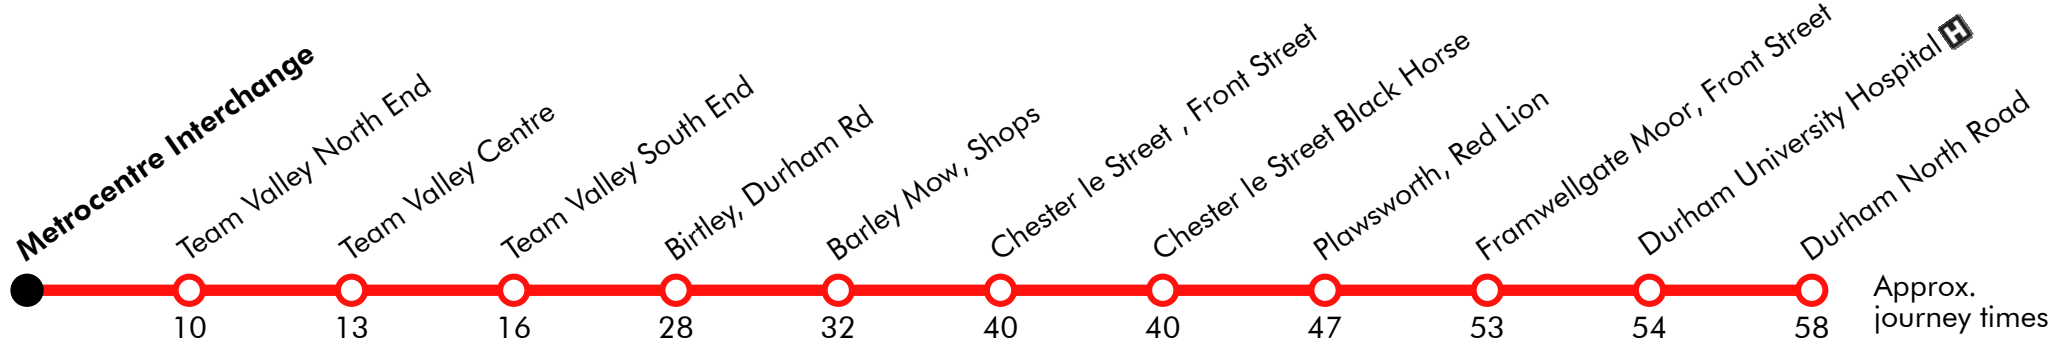 Metrocentre Interchange
Team Valley North End
Team Valley Centre
Team Valley South End
Birtley, Durham Rd
Barley Mow, Shops
Chester le Street , Front Street
Chester le Street Black Horse
Plawsworth, Red Lion
Framwellgate Moor, Front Street
Durham University Hospital H
Durham North Road
10 13 16 28 32 40 40 47 53 54 58
Approx.
journey times